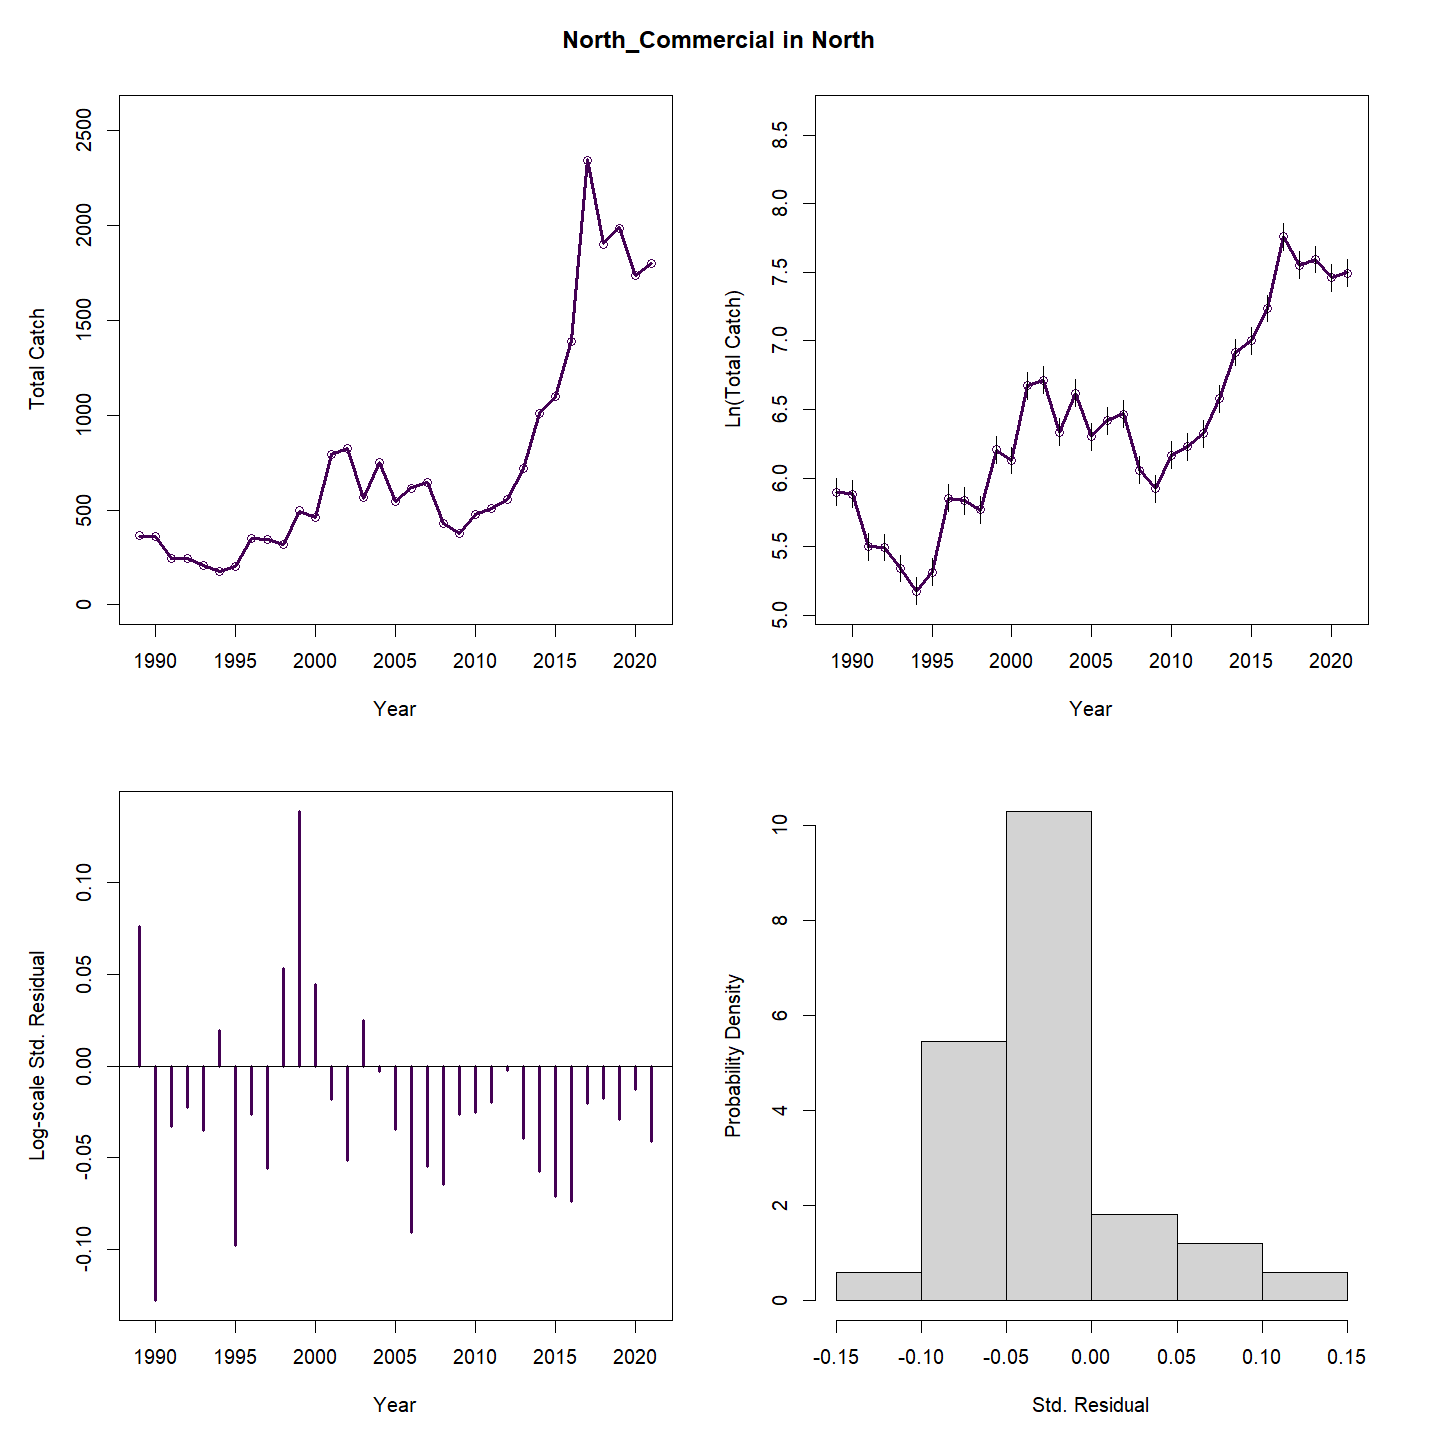 North_Commercial in North
2500
2000
1500
1000
500
0
Total Catch
1990 1995 2000 2005 2010 2015 2020
Year
8.5
8.0
7.5
7.0
6.5
6.0
5.5
5.0
Ln(Total Catch)
1990 1995 2000 2005 2010 2015 2020
Year
0.10
0.05
0.00
-0.05
-0.10
Log-scale Std. Residual
1990 1995 2000 2005 2010 2015 2020
Year
10
8
6
4
2
0
Probability Density
-0.15 -0.10 -0.05 0.00 0.05 0.10 0.15
Std. Residual